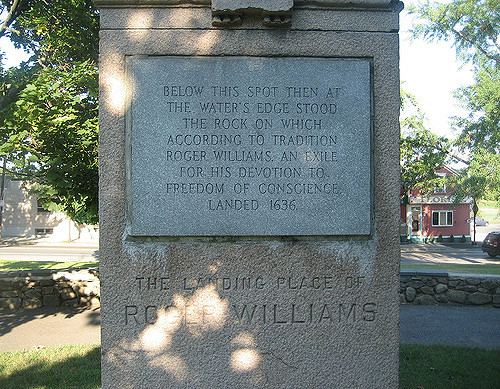 BELOW THIS SPOT THEN AT
THE WATER'S EDGE STOOD
THE ROCK ON WHICH
ACCORDING TO TRADITION
ROGER WILLIAMS, AN EXILE
FOR HIS DEVOTION TO
FREEDOM OF CONSCIENCE
LANDED 1636
THE LANDING PLACE OF
ROGER WILLIAMS